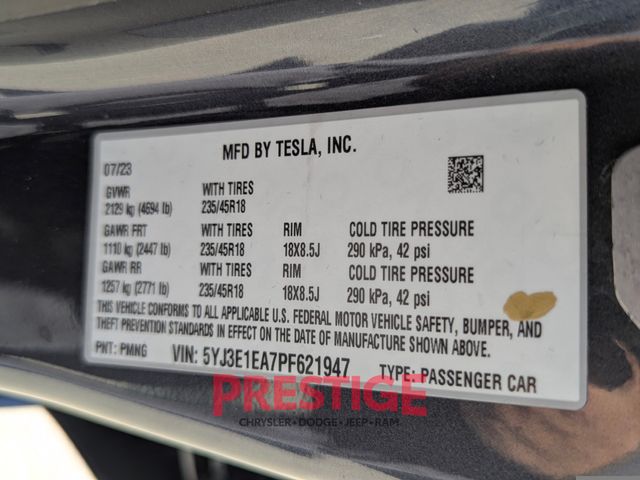 MFD BY TESLA, INC.
07/23
GVWR WITH TIRES
2129 kg (4694 lb) 235/45R18
GAWR FRT WITH TIRES RIM COLD TIRE PRESSURE
1110 kg (2447 lb) 235/45R18 18X8.5J 290 kPa, 42 psi
GAWR RR WITH TIRES RIM COLD TIRE PRESSURE
1257 kg (2771 lb) 235/45R18 18X8.5J 290 kPa, 42 psi
THIS VEHICLE CONFORMS TO ALL APPLICABLE U.S. FEDERAL MOTOR VEHICLE SAFETY, BUMPER, AND
THEFT PREVENTION STANDARDS IN EFFECT ON THE DATE OF MANUFACTURE SHOWN ABOVE.
PNT: PMNG VIN: 5YJ3E1EA7PF621947 TYPE: PASSENGER CAR
PRESTIGE
CHRYSLER•DODGE•JEEP•RAM